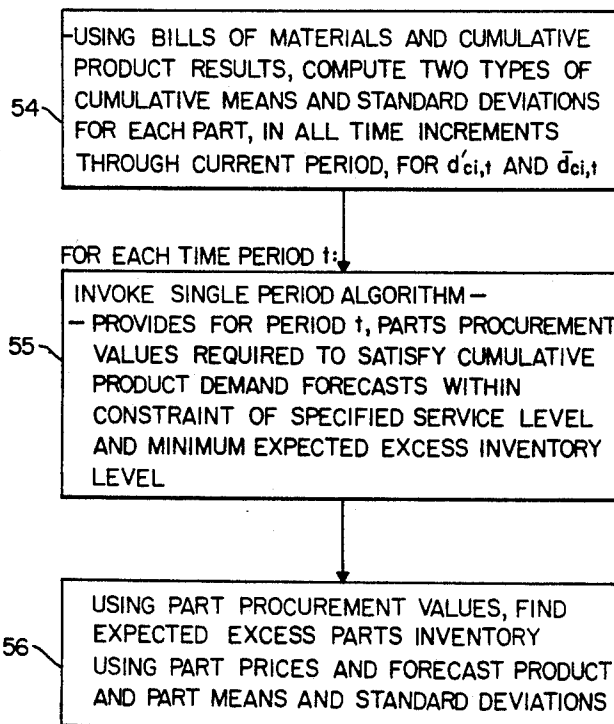 -USING BILLS OF MATERIALS AND CUMULATIVE
PRODUCT RESULTS, COMPUTE TWO TYPES OF
CUMULATIVE MEANS AND STANDARD DEVIATIONS
FOR EACH PART, IN ALL TIME INCREMENTS
THROUGH CURRENT PERIOD, FOR d′ci,t AND d̄ci,t
54
FOR EACH TIME PERIOD t:
INVOKE SINGLE PERIOD ALGORITHM —
— PROVIDES FOR PERIOD t, PARTS PROCUREMENT
VALUES REQUIRED TO SATISFY CUMULATIVE
PRODUCT DEMAND FORECASTS WITHIN
CONSTRAINT OF SPECIFIED SERVICE LEVEL
AND MINIMUM EXPECTED EXCESS INVENTORY
LEVEL
55
USING PART PROCUREMENT VALUES, FIND
EXPECTED EXCESS PARTS INVENTORY
USING PART PRICES AND FORECAST PRODUCT
AND PART MEANS AND STANDARD DEVIATIONS
56